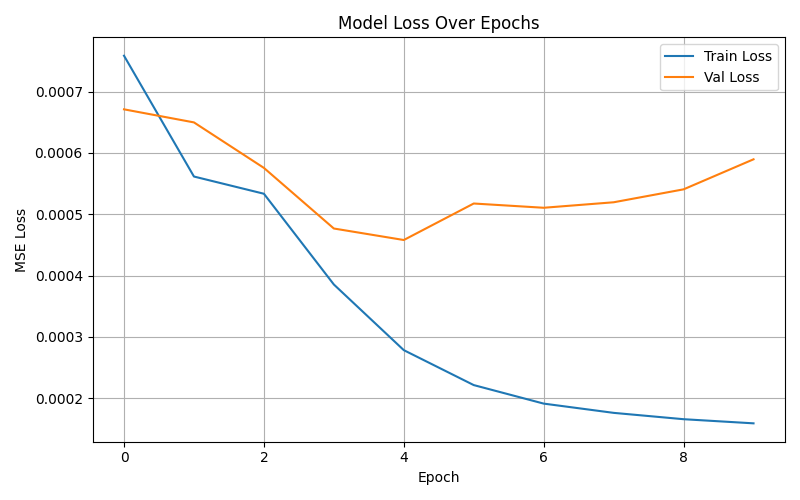 Model Loss Over Epochs
Train Loss
Val Loss
0.0007
0.0006
0.0005
0.0004
0.0003
0.0002
MSE Loss
0 2 4 6 8
Epoch